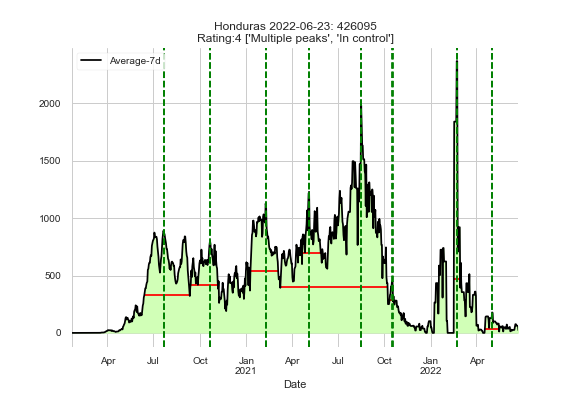 Honduras 2022-06-23: 426095
Rating:4 ['Multiple peaks', 'In control']
Average-7d
2000
1500
1000
500
0
Apr Jul Oct Jan Apr Jul Oct Jan Apr
2021 2022
Date